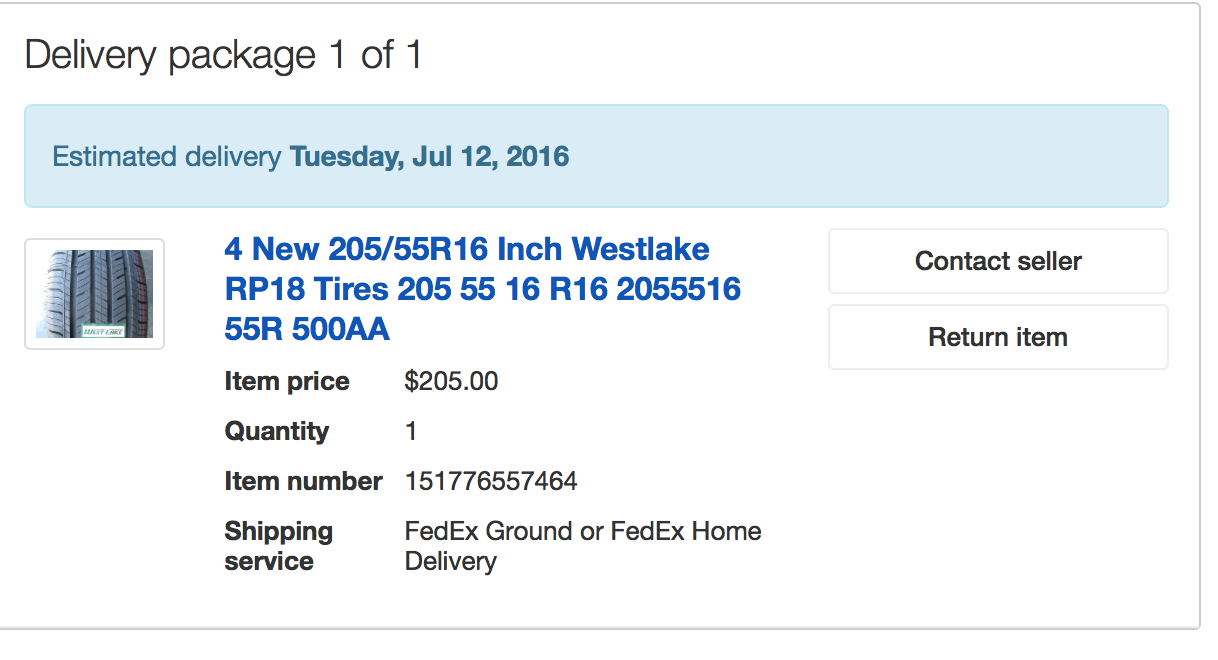 Delivery package 1 of 1
Estimated delivery Tuesday, Jul 12, 2016
4 New 205/55R16 Inch Westlake
RP18 Tires 205 55 16 R16 2055516
55R 500AA
Contact seller
Return item
WEST LAKE
Item price $205.00
Quantity 1
Item number 151776557464
Shipping service
FedEx Ground or FedEx Home
Delivery